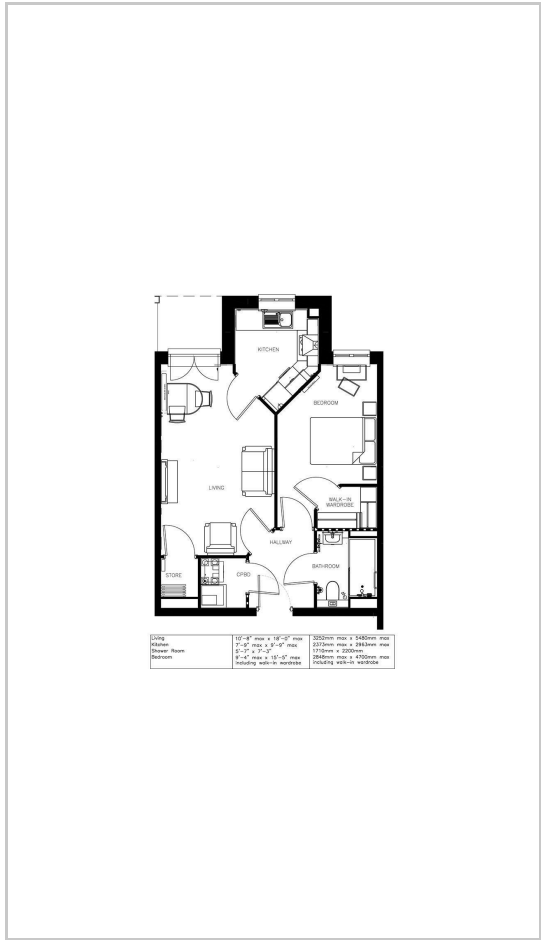 KITCHEN
BEDROOM
LIVING
WALK-IN
WARDROBE
HALLWAY
BATHROOM
STORE
CPBD
Living 10'-8" max x 18'-0" max 3252mm max x 5480mm max
Kitchen 7'-9" max x 9'-9" max 2373mm max x 2963mm max
Shower Room 5'-7" x 7'-3" 1710mm x 2200mm
Bedroom 9'-4" max x 15'-5" max 2848mm max x 4700mm max
including walk-in wardrobe including walk-in wardrobe